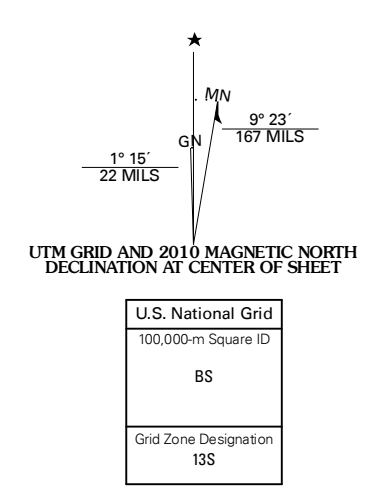 MN
9° 23´
167 MILS
GN
1° 15´
22 MILS
UTM GRID AND 2010 MAGNETIC NORTH
DECLINATION AT CENTER OF SHEET
U.S. National Grid
100,000-m Square ID
BS
Grid Zone Designation
13S